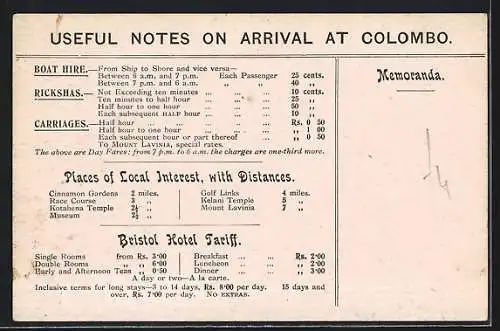 USEFUL NOTES ON ARRIVAL AT COLOMBO.
BOAT HIRE.—From Ship to Shore and vice versa—
Between 6 a.m. and 7 p.m. Each Passenger 25 cents.
Between 7 p.m. and 6 a.m. „ „ 40 „
RICKSHAS.— Not Exceeding ten minutes ... ... 10 cents.
Ten minutes to half hour ... ... 25 „
Half hour to one hour ... ... 50 „
Each subsequent HALF hour ... ... 10 „
CARRIAGES.—Half hour ... ... ... Rs. 0 50
Half hour to one hour ... ... „ 1 00
Each subsequent hour or part thereof „ 0 50
TO MOUNT LAVINIA, special rates.
The above are Day Fares: from 7 p.m. to 6 a.m. the charges are one-third more.
Places of Local Interest, with Distances.
Cinnamon Gardens 2 miles. Golf Links 4 miles.
Race Course 3 „ Kelani Temple 5 „
Kotahena Temple 2½ „ Mount Lavinia 7 „
Museum 2½ „
Bristol Hotel Tariff.
Single Rooms from Rs. 3·00 Breakfast ... ... Rs. 2·00
Double Rooms „ „ 6·00 Luncheon ... ... „ 2·00
Early and Afternoon Teas „ 0·50 Dinner ... ... „ 3·00
A day or two—A la carte.
Inclusive terms for long stays—3 to 14 days, Rs. 8·00 per day. 15 days and
over, Rs. 7·00 per day. NO EXTRAS.
Memoranda.
1/4